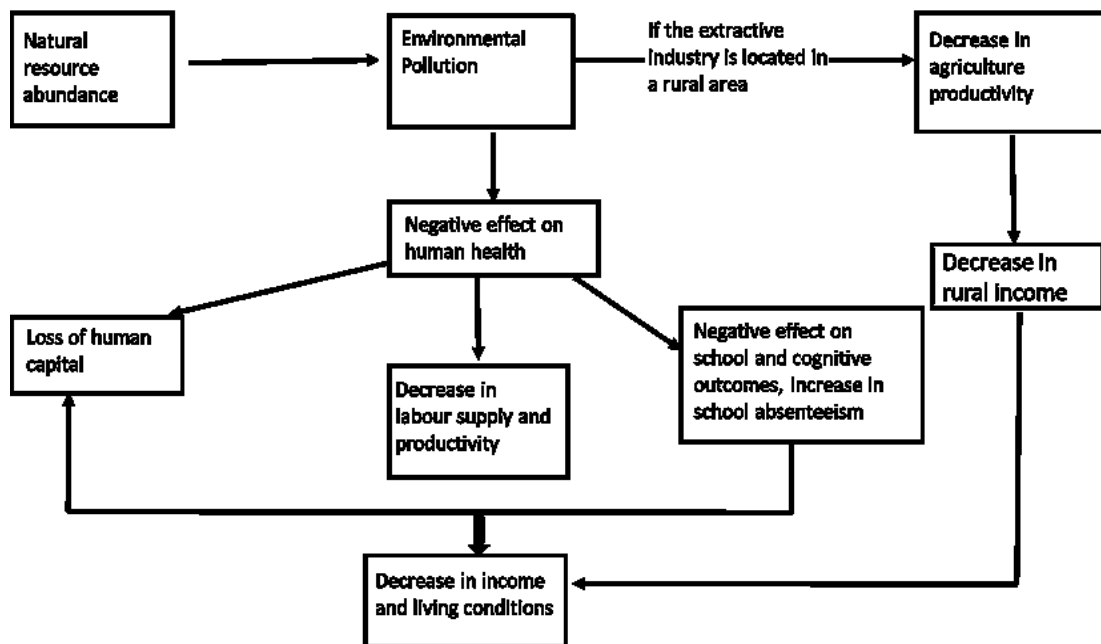 Natural
resource
abundance
Environmental
Pollution
If the extractive
industry is located in
a rural area
Decrease in
agriculture
productivity
Negative effect on
human health
Decrease in
rural income
Loss of human
capital
Decrease in
labour supply and
productivity
Negative effect on
school and cognitive
outcomes, Increase in
school absenteeism
Decrease in income
and living conditions